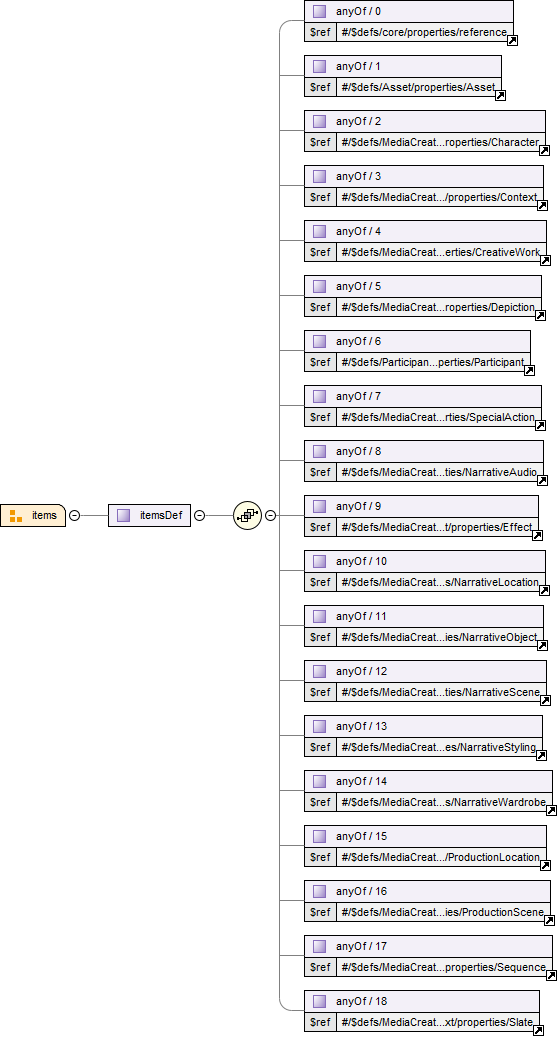 anyOf / 0
$ref #/$defs/core/properties/reference
anyOf / 1
$ref #/$defs/Asset/properties/Asset
anyOf / 2
$ref #/$defs/MediaCreat...roperties/Character
anyOf / 3
$ref #/$defs/MediaCreat.../properties/Context
anyOf / 4
$ref #/$defs/MediaCreat...erties/CreativeWork
anyOf / 5
$ref #/$defs/MediaCreat...roperties/Depiction
anyOf / 6
$ref #/$defs/Participan...perties/Participant
anyOf / 7
$ref #/$defs/MediaCreat...rties/SpecialAction
anyOf / 8
$ref #/$defs/MediaCreat...ties/NarrativeAudio
anyOf / 9
items itemsDef
$ref #/$defs/MediaCreat...t/properties/Effect
anyOf / 10
$ref #/$defs/MediaCreat...s/NarrativeLocation
anyOf / 11
$ref #/$defs/MediaCreat...ies/NarrativeObject
anyOf / 12
$ref #/$defs/MediaCreat...ties/NarrativeScene
anyOf / 13
$ref #/$defs/MediaCreat...es/NarrativeStyling
anyOf / 14
$ref #/$defs/MediaCreat...s/NarrativeWardrobe
anyOf / 15
$ref #/$defs/MediaCreat.../ProductionLocation
anyOf / 16
$ref #/$defs/MediaCreat...ies/ProductionScene
anyOf / 17
$ref #/$defs/MediaCreat...properties/Sequence
anyOf / 18
$ref #/$defs/MediaCreat...xt/properties/Slate